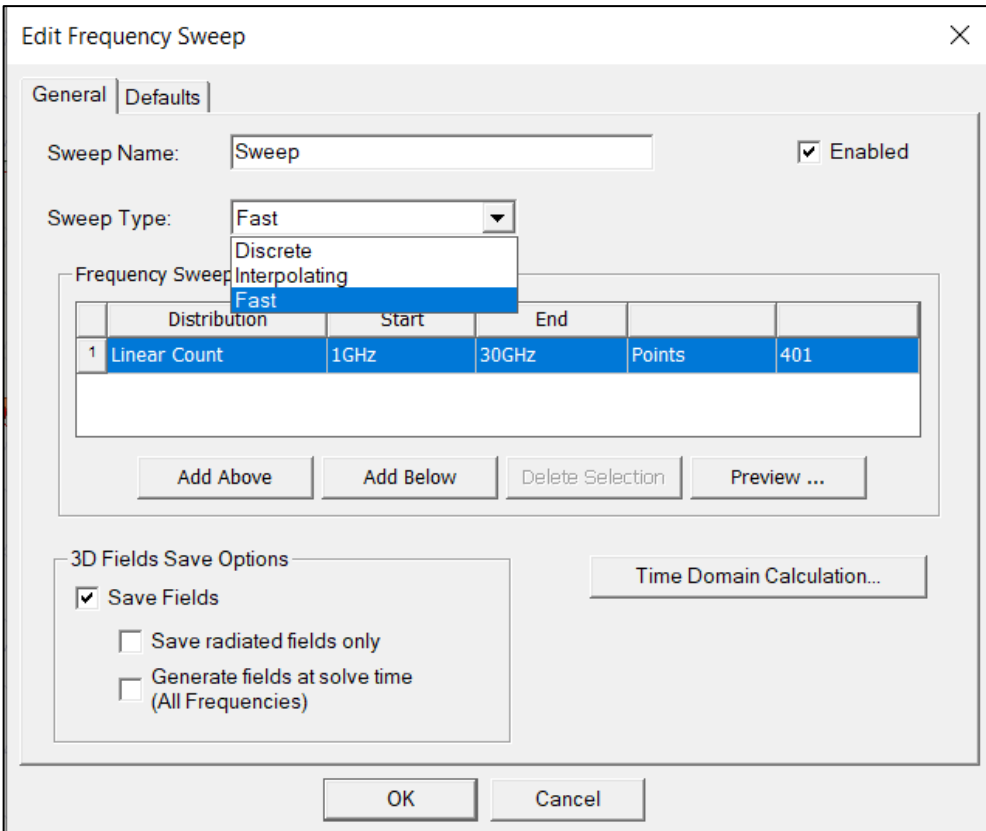 Edit Frequency Sweep
General Defaults
Sweep Name: Sweep Enabled
Sweep Type: Fast
Discrete
Frequency Sweep Interpolating
Fast
Distribution Start End
1 Linear Count 1GHz 30GHz Points 401
Add Above Add Below Delete Selection Preview ...
3D Fields Save Options
Time Domain Calculation...
Save Fields
Save radiated fields only
Generate fields at solve time
(All Frequencies)
OK Cancel